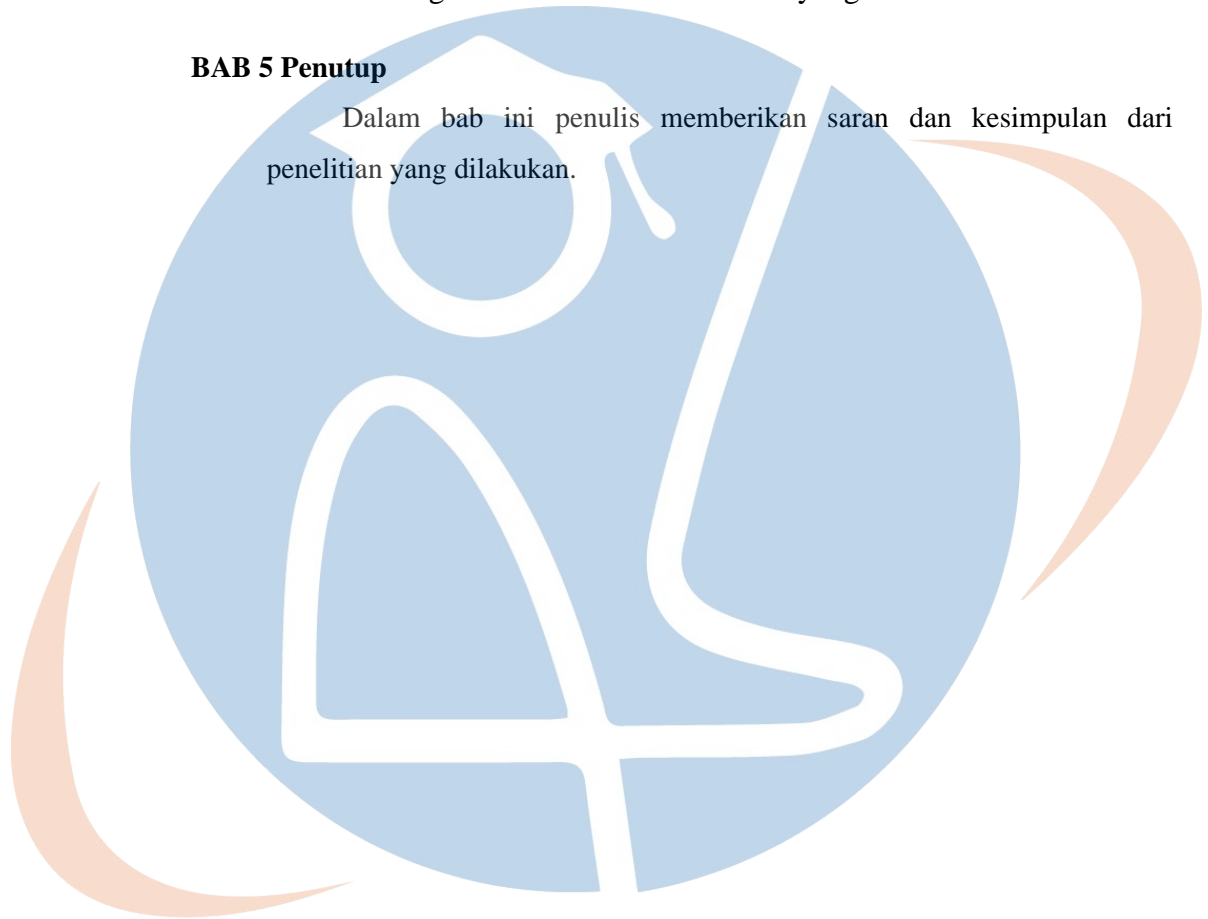 BAB 5 Penutup
Dalam bab ini penulis memberikan saran dan kesimpulan dari
penelitian yang dilakukan.